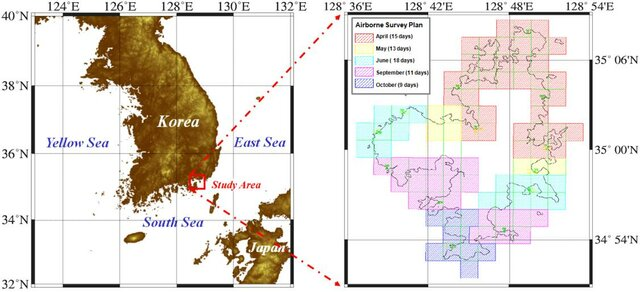 124°E 126°E 128°E 130°E 132°E
40°N
38°N
36°N
34°N
32°N
Korea
Yellow Sea
East Sea
Study Area
South Sea
Japan
128 °36'E 128 °42'E 128 °48'E 128 °54'E
35 °06'N
35 °00'N
34 °54'N
Airborne Survey Plan
April (15 days)
May (13 days)
June ( 18 days)
September (11 days)
October (9 days)